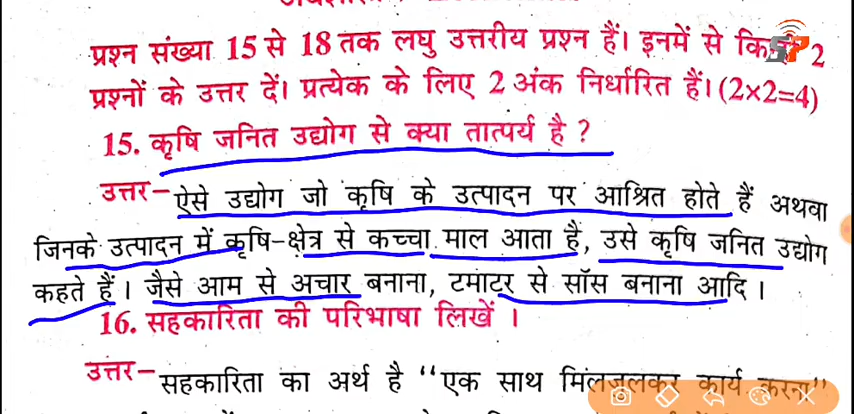 प्रश्न संख्या 15 से 18 तक लघु उत्तरीय प्रश्न हैं। इनमें से 2
प्रश्नों के उत्तर दें। प्रत्येक के लिए 2 अंक निर्धारित हैं। (2×2=4)
15. कृषि जनित उद्योग से क्या तात्पर्य है ?
उत्तर– ऐसे उद्योग जो कृषि के उत्पादन पर आश्रित होते हैं अथवा
जिनके उत्पादन में कृषि-क्षेत्र से कच्चा माल आता है, उसे कृषि जनित उद्योग
कहते हैं। जैसे आम से अचार बनाना, टमाटर से सॉस बनाना आदि ।
16. सहकारिता की परिभाषा लिखें ।
उत्तर– सहकारिता का अर्थ है ‘‘एक साथ मिलजुलकर कार्य करना’’